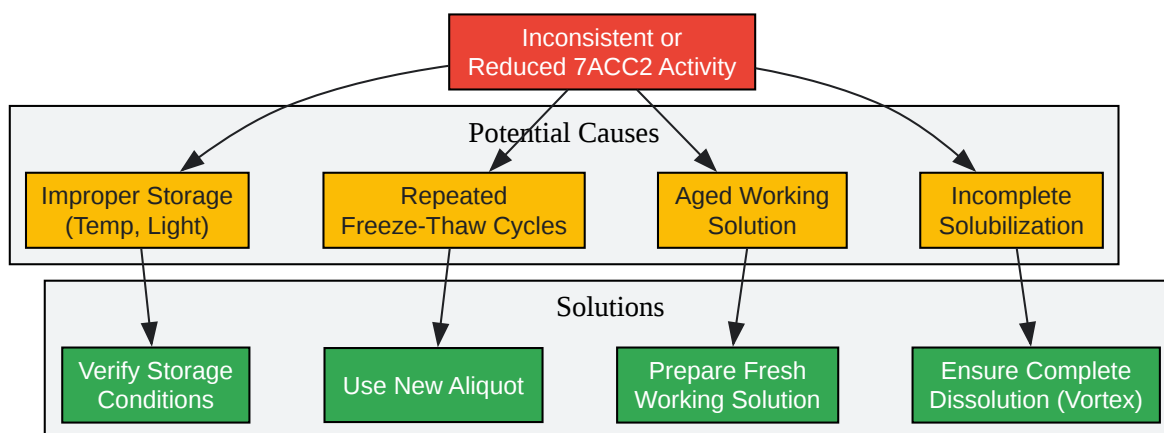 Inconsistent or
Reduced 7ACC2 Activity
Potential Causes
Improper Storage
(Temp, Light)
Repeated
Freeze-Thaw Cycles
Aged Working
Solution
Incomplete
Solubilization
Solutions
Verify Storage
Conditions
Use New Aliquot
Prepare Fresh
Working Solution
Ensure Complete
Dissolution (Vortex)